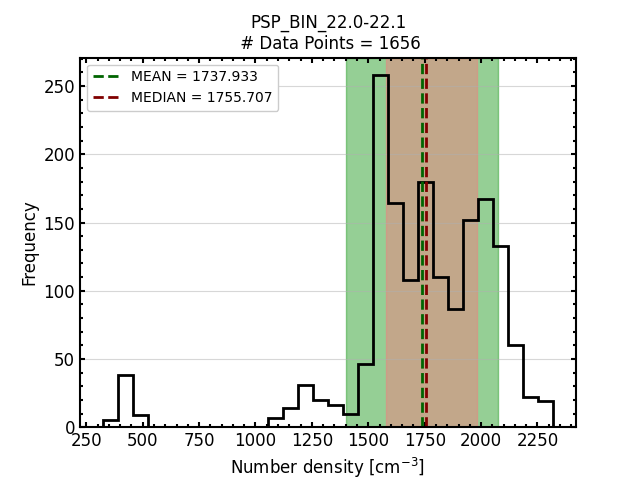 PSP_BIN_22.0-22.1
# Data Points = 1656
MEAN = 1737.933
MEDIAN = 1755.707
250
200
150
100
50
0
Frequency
250 500 750 1000 1250 1500 1750 2000 2250
Number density [cm⁻³]